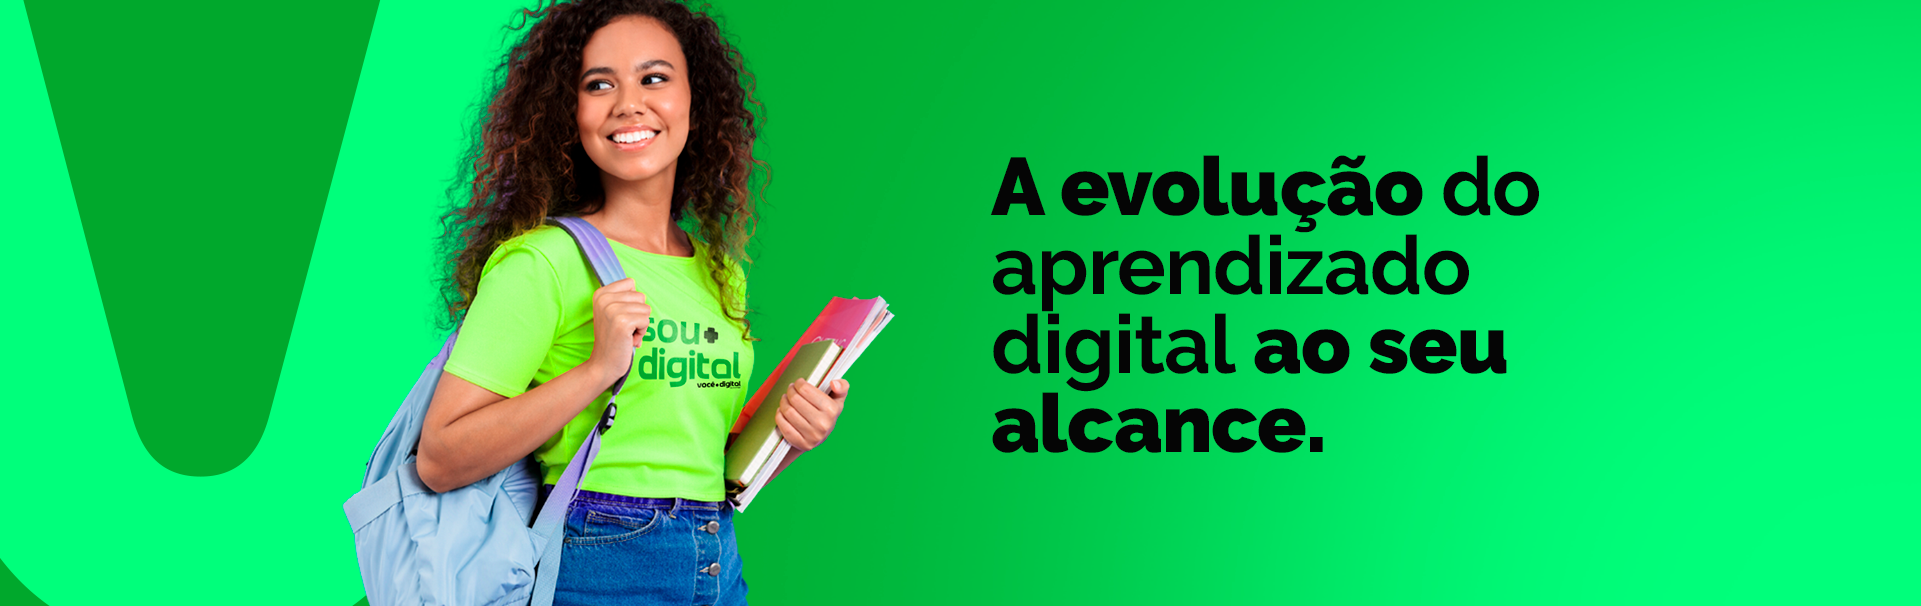 sou+
digital
você+digital
A evolução do
aprendizado
digital ao seu
alcance.